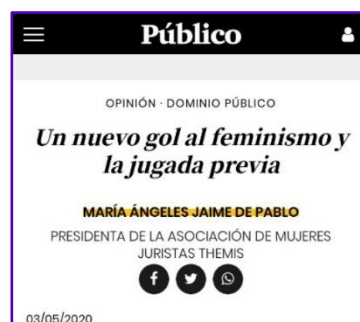 Público
OPINIÓN · DOMINIO PÚBLICO
Un nuevo gol al feminismo y
la jugada previa
MARÍA ÁNGELES JAIME DE PABLO
PRESIDENTA DE LA ASOCIACIÓN DE MUJERES
JURISTAS THEMIS
03/05/2020